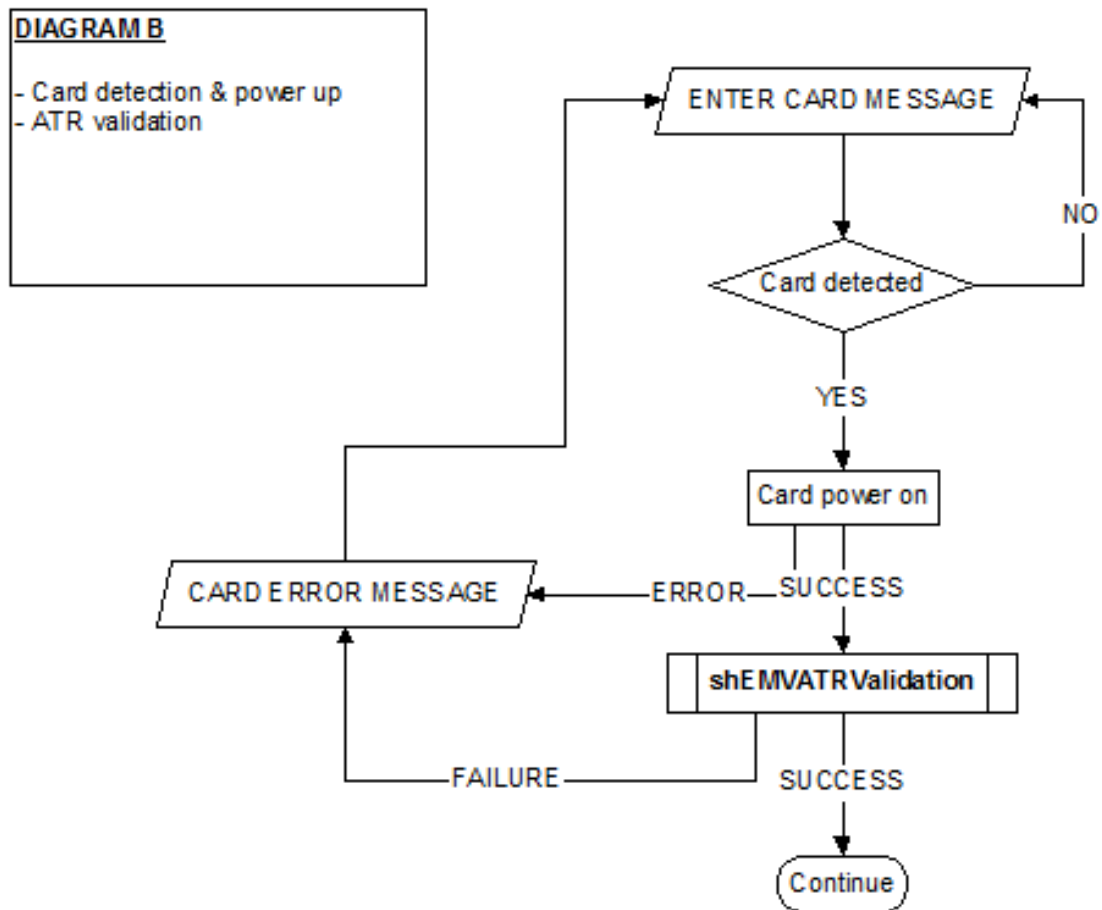 DIAGRAM B
- Card detection & power up
- ATR validation
ENTER CARD MESSAGE
NO
Card detected
YES
Card power on
CARD ERROR MESSAGE
ERROR
SUCCESS
shEMVATRValidation
FAILURE
SUCCESS
Continue